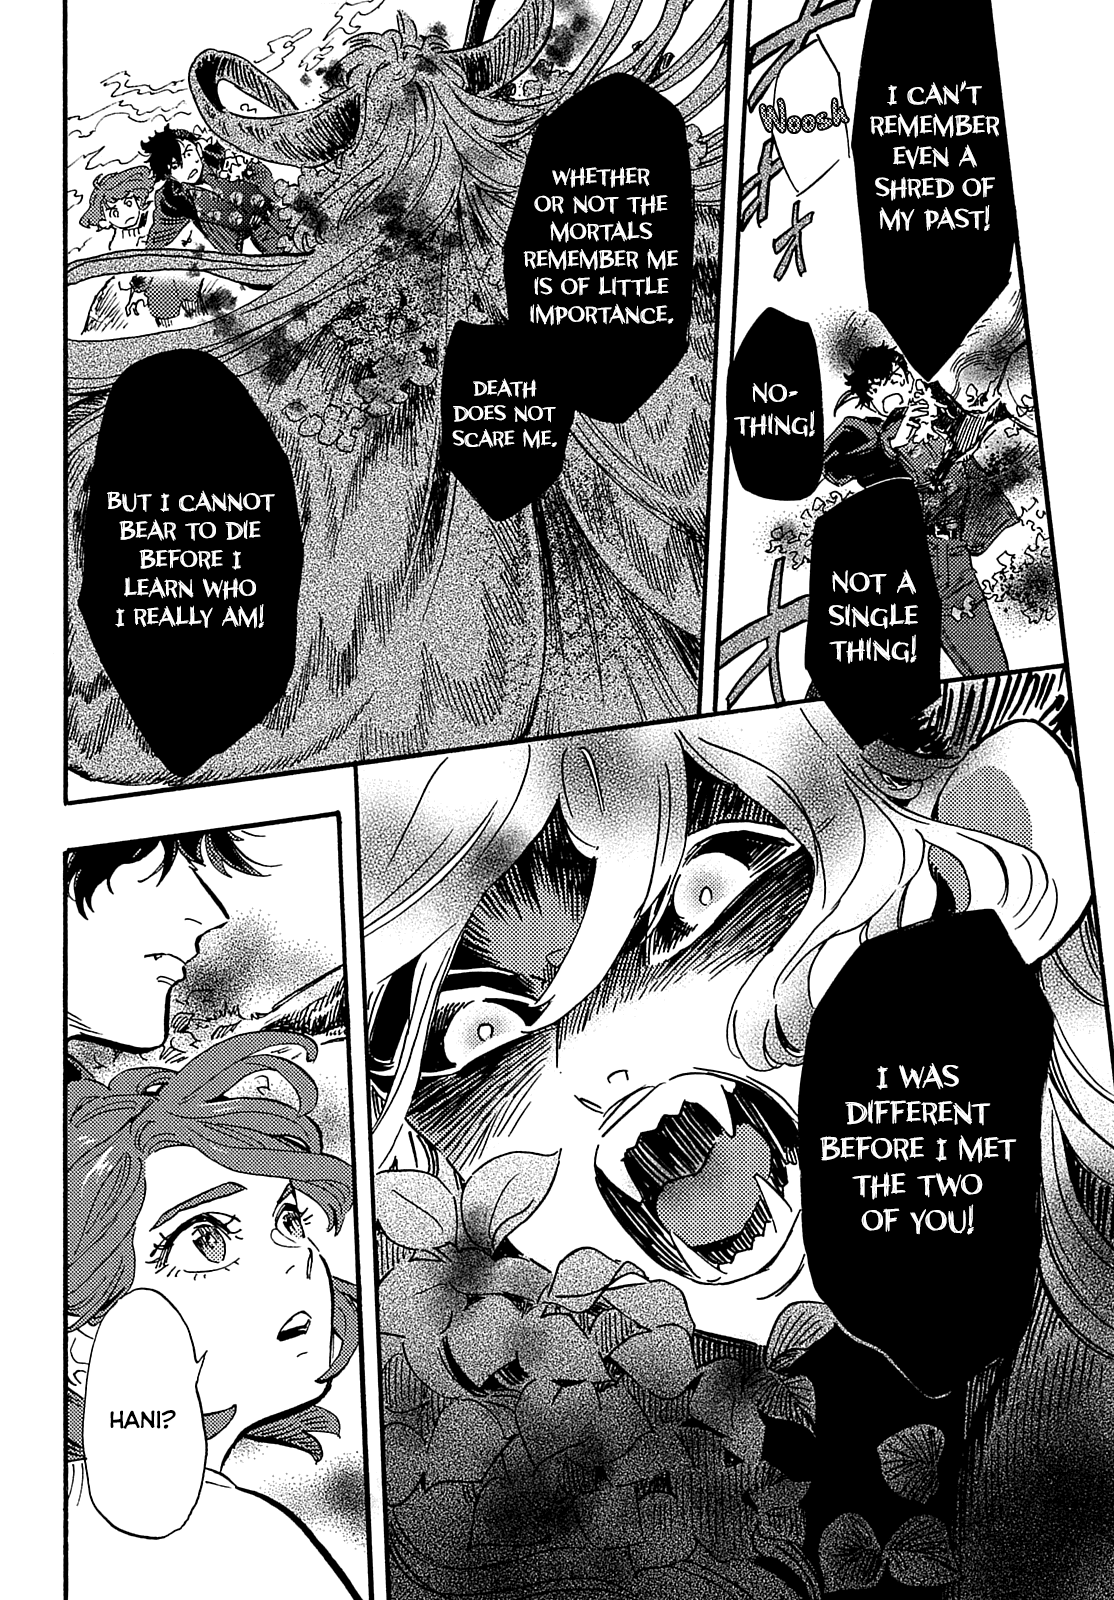 I CAN'T
REMEMBER
EVEN A
SHRED OF
MY PAST!
Woosh
NO-
THING!
NOT A
SINGLE
THING!
WHETHER
OR NOT THE
MORTALS
REMEMBER ME
IS OF LITTLE
IMPORTANCE.
DEATH
DOES NOT
SCARE ME.
BUT I CANNOT
BEAR TO DIE
BEFORE I
LEARN WHO
I REALLY AM!
I WAS
DIFFERENT
BEFORE I MET
THE TWO
OF YOU!
HANI?